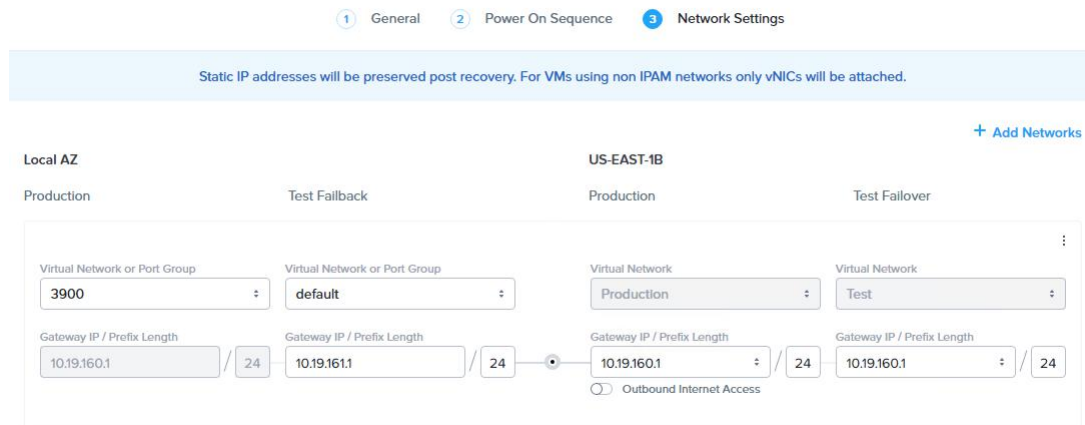 1 General 2 Power On Sequence 3 Network Settings
Static IP addresses will be preserved post recovery. For VMs using non IPAM networks only vNICs will be attached.
+ Add Networks
Local AZ US-EAST-1B
Production Test Failback Production Test Failover
Virtual Network or Port Group Virtual Network or Port Group Virtual Network Virtual Network
3900 default Production Test
Gateway IP / Prefix Length Gateway IP / Prefix Length Gateway IP / Prefix Length Gateway IP / Prefix Length
10.19.160.1 / 24 10.19.161.1 / 24 10.19.160.1 / 24 10.19.160.1 / 24
Outbound Internet Access